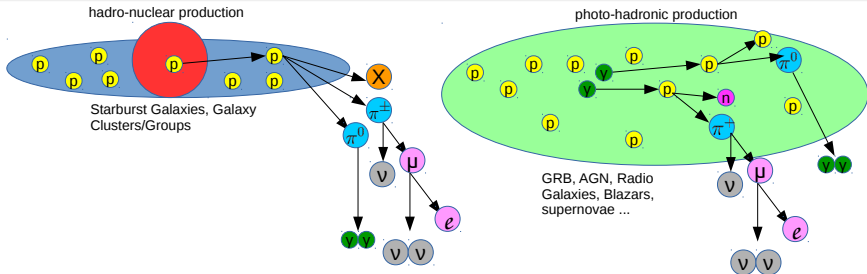 hadro-nuclear production
p
p
p
p
p
p
p
p
X
π±
π⁰
ν
μ
e
γ γ
ν ν
Starburst Galaxies, Galaxy
Clusters/Groups
photo-hadronic production
p
p
p
p
p
p
p
p
p
p
p
γ
γ
n
π⁰
π⁻
ν
μ
e
γ γ
ν ν
GRB, AGN, Radio
Galaxies, Blazars,
supernovae ...